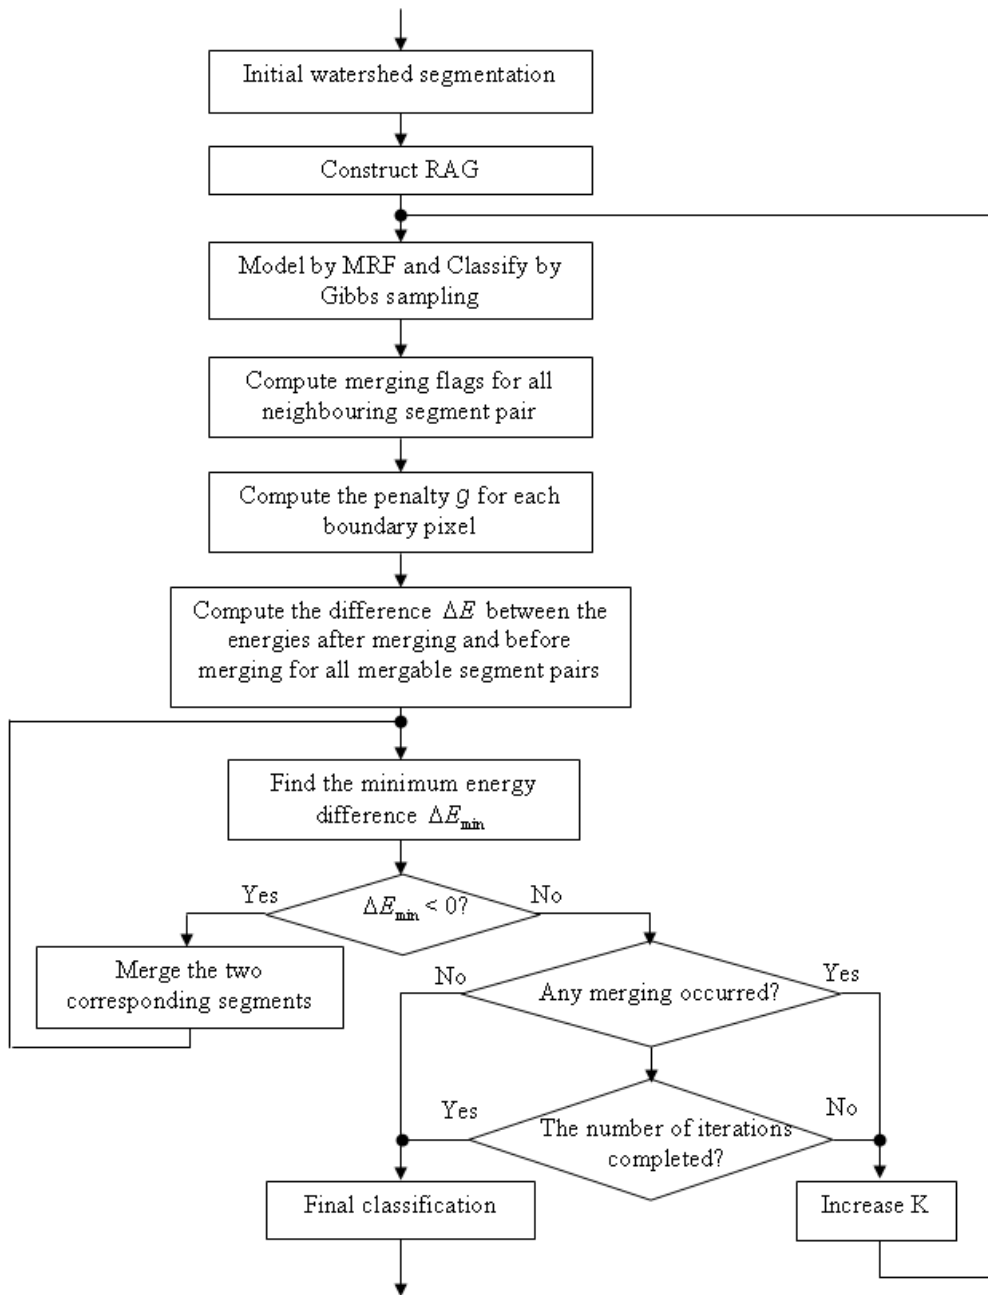 Initial watershed segmentation
Construct RAG
Model by MRF and Classify by
Gibbs sampling
Compute merging flags for all
neighbouring segment pair
Compute the penalty g for each
boundary pixel
Compute the difference ΔE between the
energies after merging and before
merging for all mergable segment pairs
Find the minimum energy
difference ΔE_min
Yes
ΔE_min < 0?
No
Merge the two
corresponding segments
No
Any merging occurred?
Yes
Yes
The number of iterations
completed?
No
Final classification
Increase K